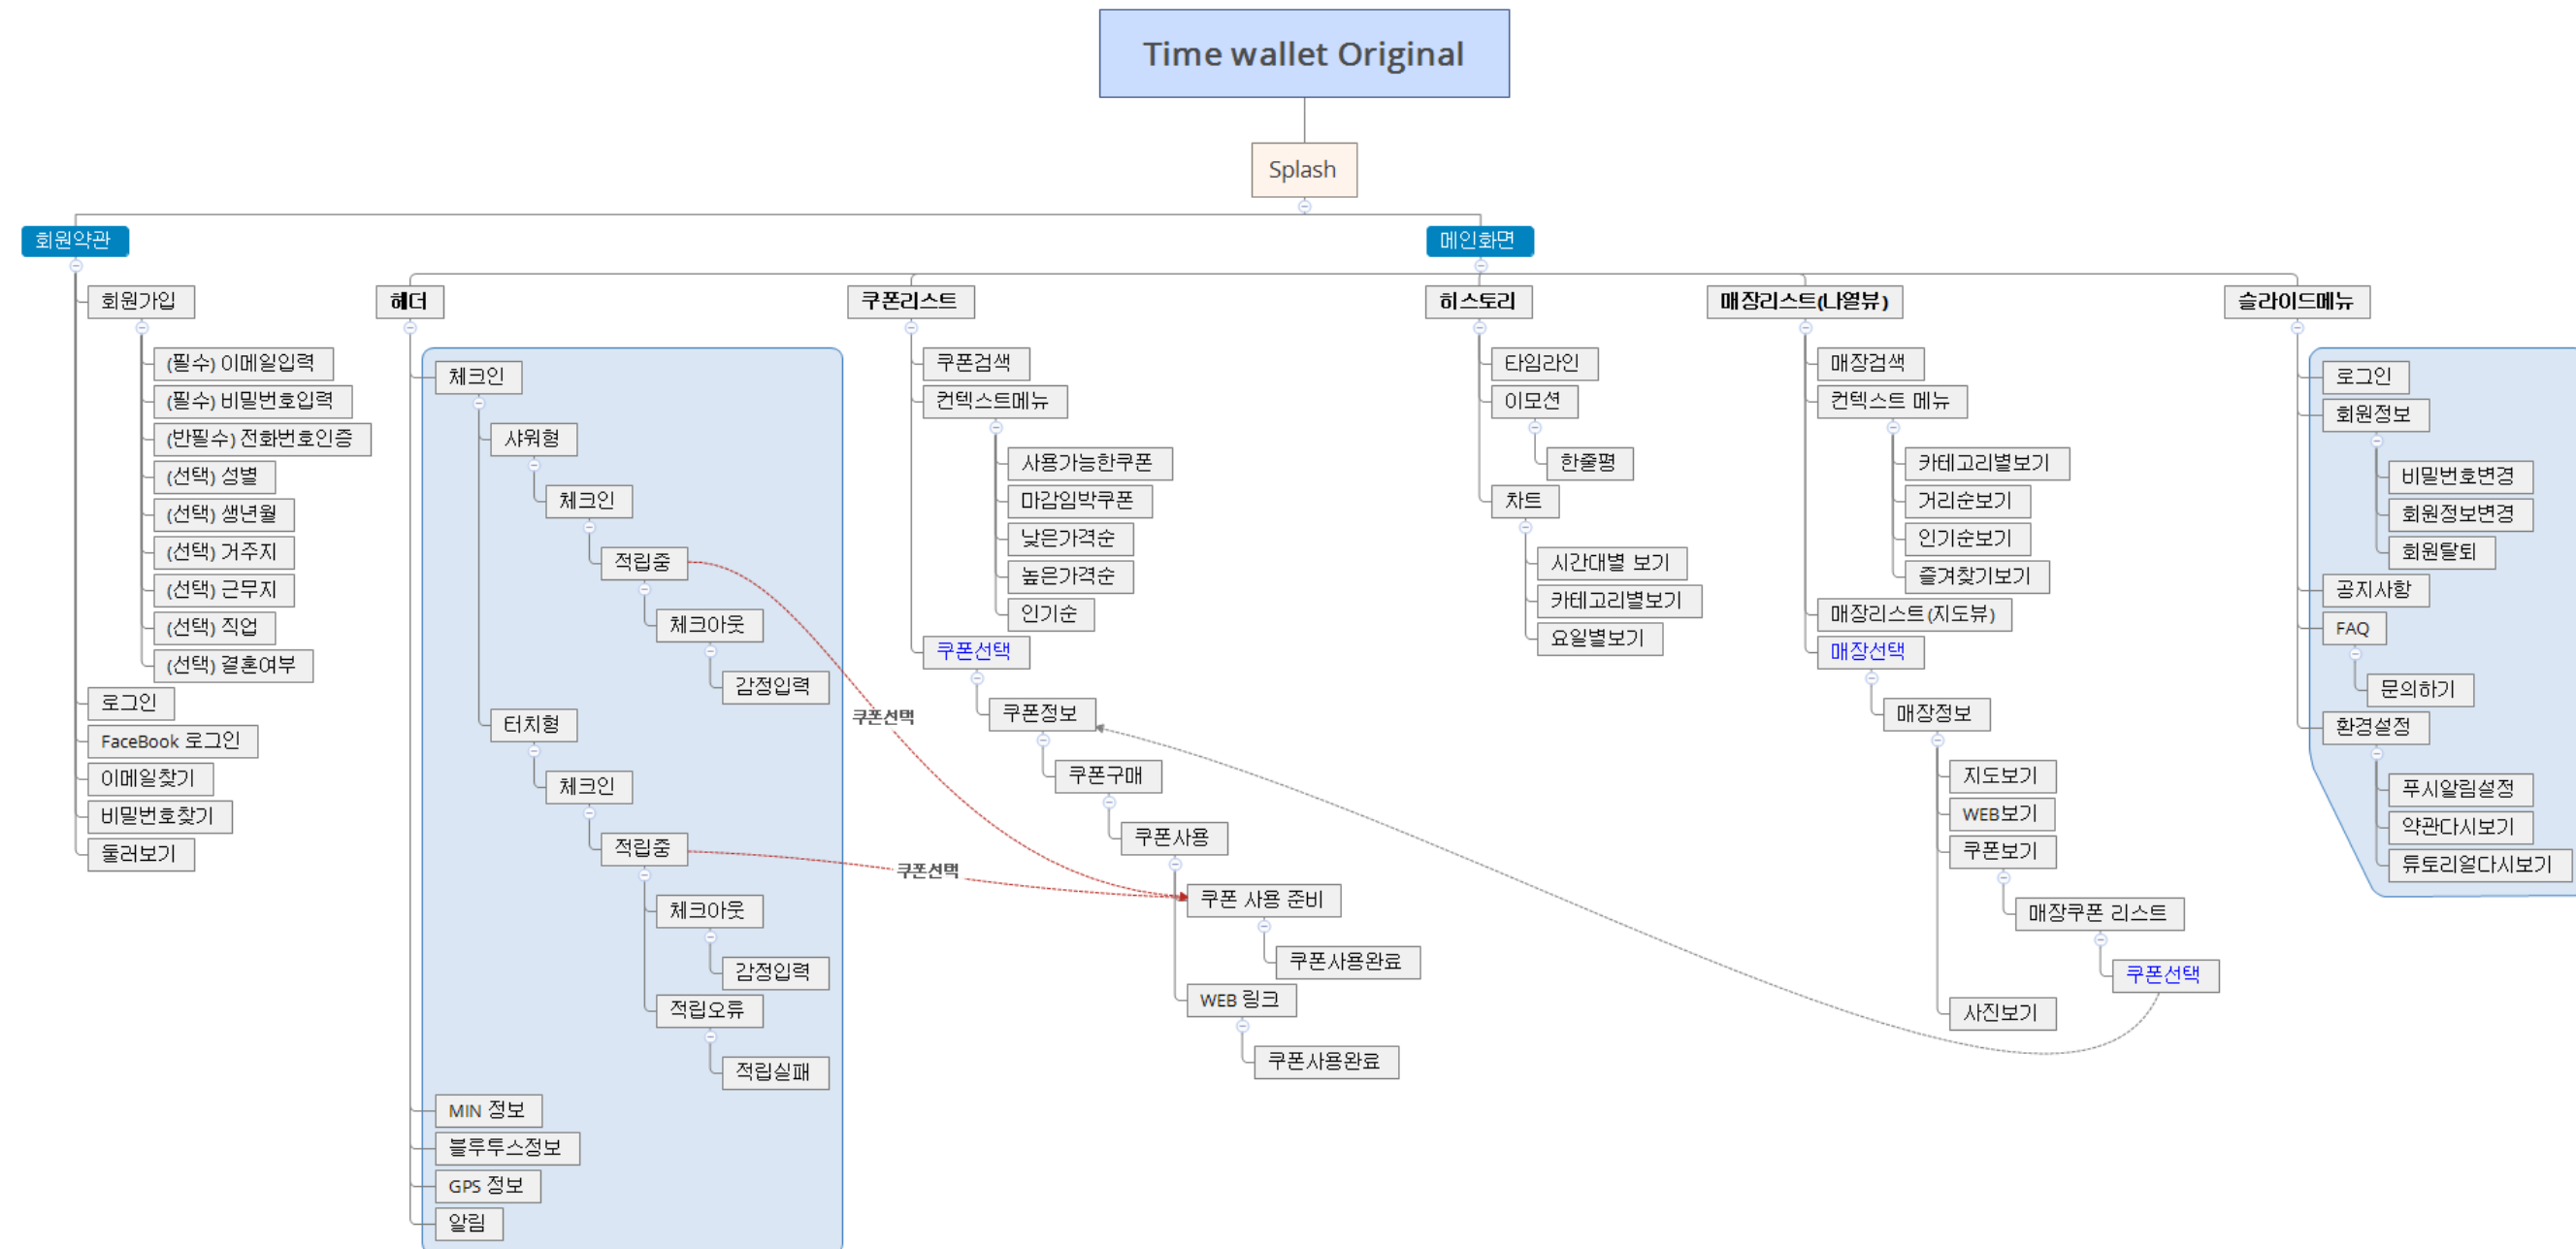 Time wallet Original
Splash
회원약관
회원가입
(필수) 이메일입력
(필수) 비밀번호입력
(반필수) 전화번호인증
(선택) 성별
(선택) 생년월
(선택) 거주지
(선택) 근무지
(선택) 직업
(선택) 결혼여부
로그인
FaceBook 로그인
이메일찾기
비밀번호찾기
둘러보기
메인화면
헤더
체크인
샤워형
체크인
적립중
체크아웃
감정입력
터치형
체크인
적립중
체크아웃
감정입력
적립오류
적립실패
MIN 정보
블루투스정보
GPS 정보
알림
쿠폰선택
쿠폰선택
쿠폰리스트
쿠폰검색
컨텍스트메뉴
사용가능한쿠폰
마감임박쿠폰
낮은가격순
높은가격순
인기순
쿠폰선택
쿠폰정보
쿠폰구매
쿠폰사용
쿠폰 사용 준비
쿠폰사용완료
WEB 링크
쿠폰사용완료
히스토리
타임라인
이모션
한줄평
차트
시간대별 보기
카테고리별보기
요일별보기
매장리스트(나열뷰)
매장검색
컨텍스트 메뉴
카테고리별보기
거리순보기
인기순보기
즐겨찾기보기
매장리스트(지도뷰)
매장선택
매장정보
지도보기
WEB보기
쿠폰보기
매장쿠폰 리스트
쿠폰선택
사진보기
슬라이드메뉴
로그인
회원정보
비밀번호변경
회원정보변경
회원탈퇴
공지사항
FAQ
문의하기
환경설정
푸시알림설정
약관다시보기
튜토리얼다시보기